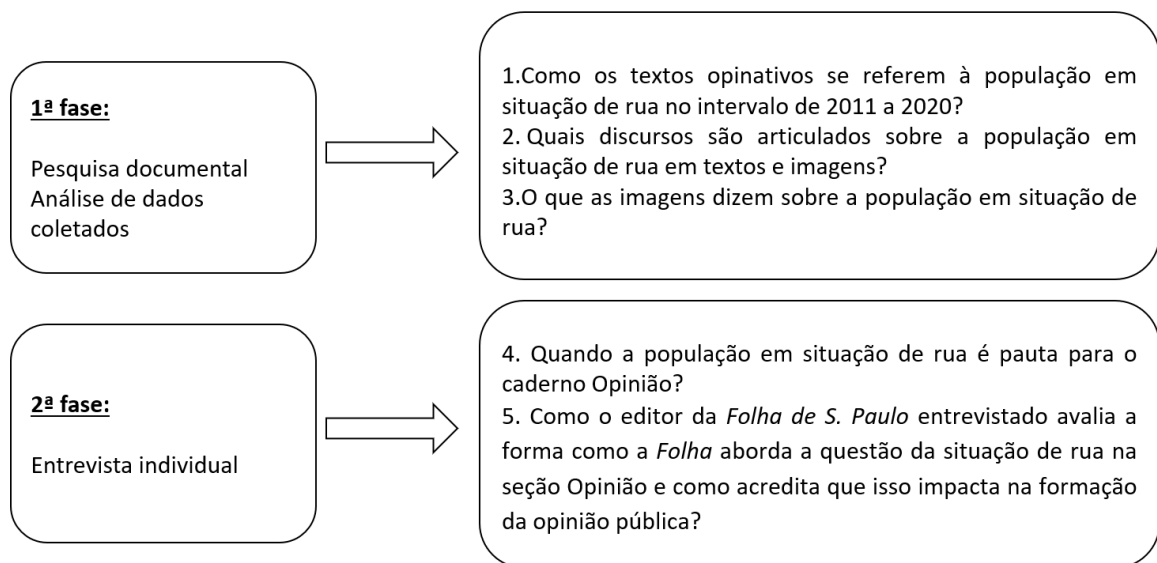 1ª fase:
Pesquisa documental
Análise de dados
coletados
1.Como os textos opinativos se referem à população em
situação de rua no intervalo de 2011 a 2020?
2. Quais discursos são articulados sobre a população em
situação de rua em textos e imagens?
3.O que as imagens dizem sobre a população em situação de
rua?
2ª fase:
Entrevista individual
4. Quando a população em situação de rua é pauta para o
caderno Opinião?
5. Como o editor da Folha de S. Paulo entrevistado avalia a
forma como a Folha aborda a questão da situação de rua na
seção Opinião e como acredita que isso impacta na formação
da opinião pública?